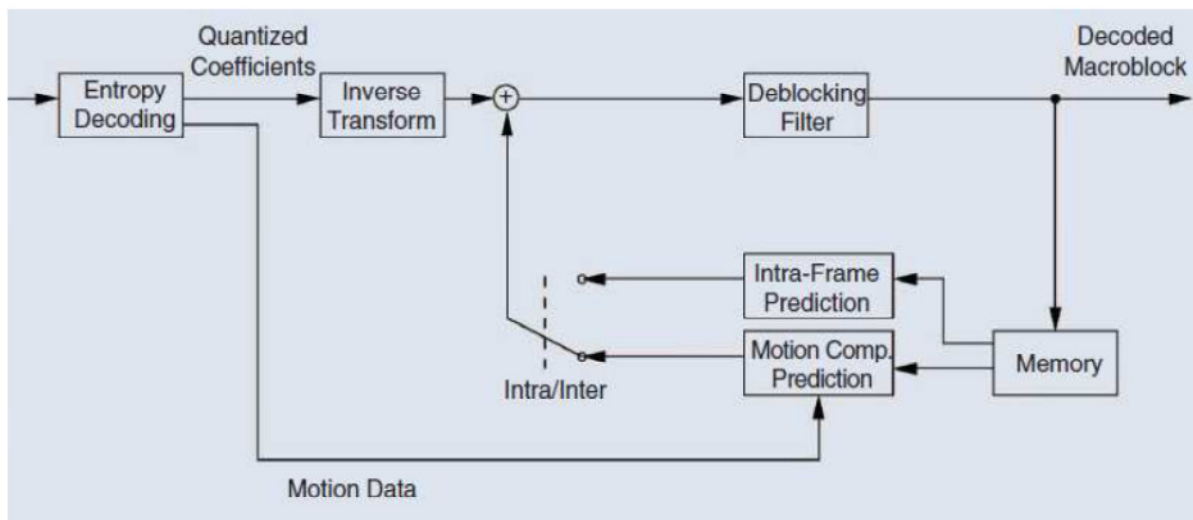 Quantized
Coefficients
Decoded
Macroblock
Entropy
Decoding
Inverse
Transform
+
Deblocking
Filter
Intra-Frame
Prediction
Motion Comp.
Prediction
Memory
Intra/Inter
Motion Data